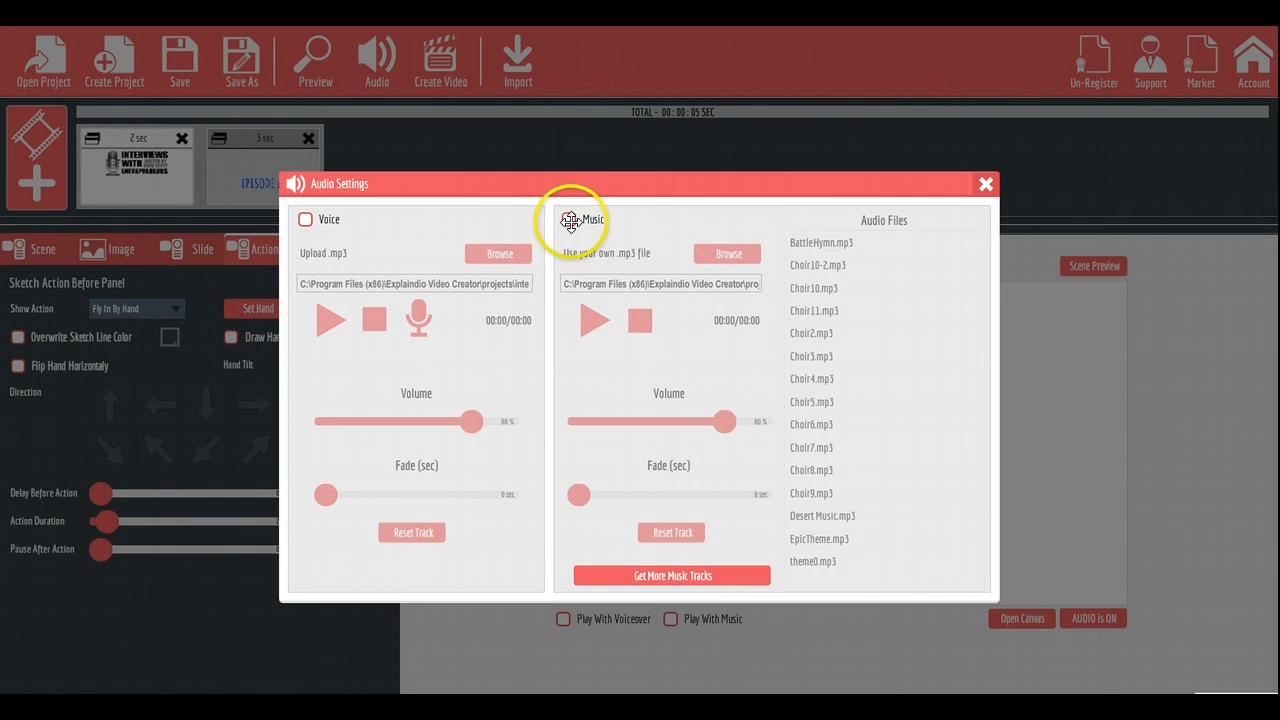 Open Project
Create Project
Save
Save As
Preview
Audio
Create Video
Import
Un-Register
Support
Market
Account
TOTAL - 00 : 00 : 05 SEC
2 sec
3 sec
INTERVIEWS
WITH
ENTREPRENEURS
EPISODE
Audio Settings
Voice
Music
Audio Files
Upload .mp3
Browse
Use your own .mp3 file
Browse
C:\Program Files (x86)\Explaindio Video Creator\projects\inte
C:\Program Files (x86)\Explaindio Video Creator\pro
00:00/00:00
00:00/00:00
Volume
80 %
Volume
80 %
Fade (sec)
0 sec
Fade (sec)
0 sec
Reset Track
Reset Track
Get More Music Tracks
BattleHymn.mp3
Choir10-2.mp3
Choir10.mp3
Choir11.mp3
Choir2.mp3
Choir3.mp3
Choir4.mp3
Choir5.mp3
Choir6.mp3
Choir7.mp3
Choir8.mp3
Choir9.mp3
Desert Music.mp3
EpicTheme.mp3
theme0.mp3
Scene
Image
Slide
Action
Sketch Action Before Panel
Show Action
Fly In By Hand
Set Hand
Overwrite Sketch Line Color
Draw Han
Flip Hand Horizontaly
Hand Tilt
Direction
Delay Before Action
Action Duration
Pause After Action
Scene Preview
Play With Voiceover
Play With Music
Open Canvas
AUDIO is ON